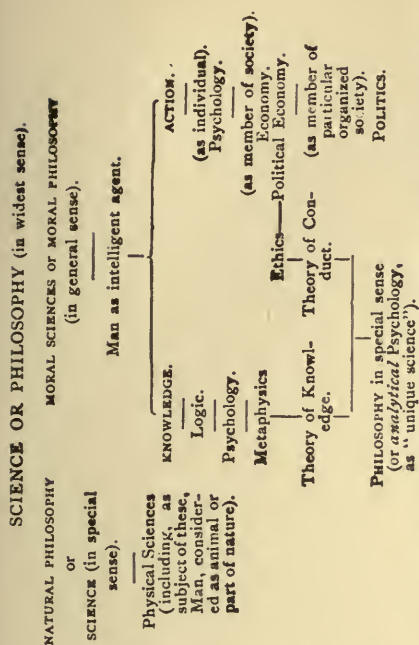 SCIENCE OR PHILOSOPHY (in widest sense).
NATURAL PHILOSOPHY
or
SCIENCE (in special
sense).
Physical Sciences
(including, as
subject of these,
Man, consider-
ed as animal or
part of nature).
MORAL SCIENCES or MORAL PHILOSOPHY
(in general sense).
Man as intelligent agent.
KNOWLEDGE.
Logic.
Psychology.
Metaphysics
Theory of Knowl-
edge.
ACTION.
(as individual).
Psychology.
(as member of society).
Economy.
Ethics—Political Economy.
Theory of Con-
duct.
(as member of
particular
organized
society).
POLITICS.
PHILOSOPHY in special sense
(or analytical Psychology,
as "unique science").